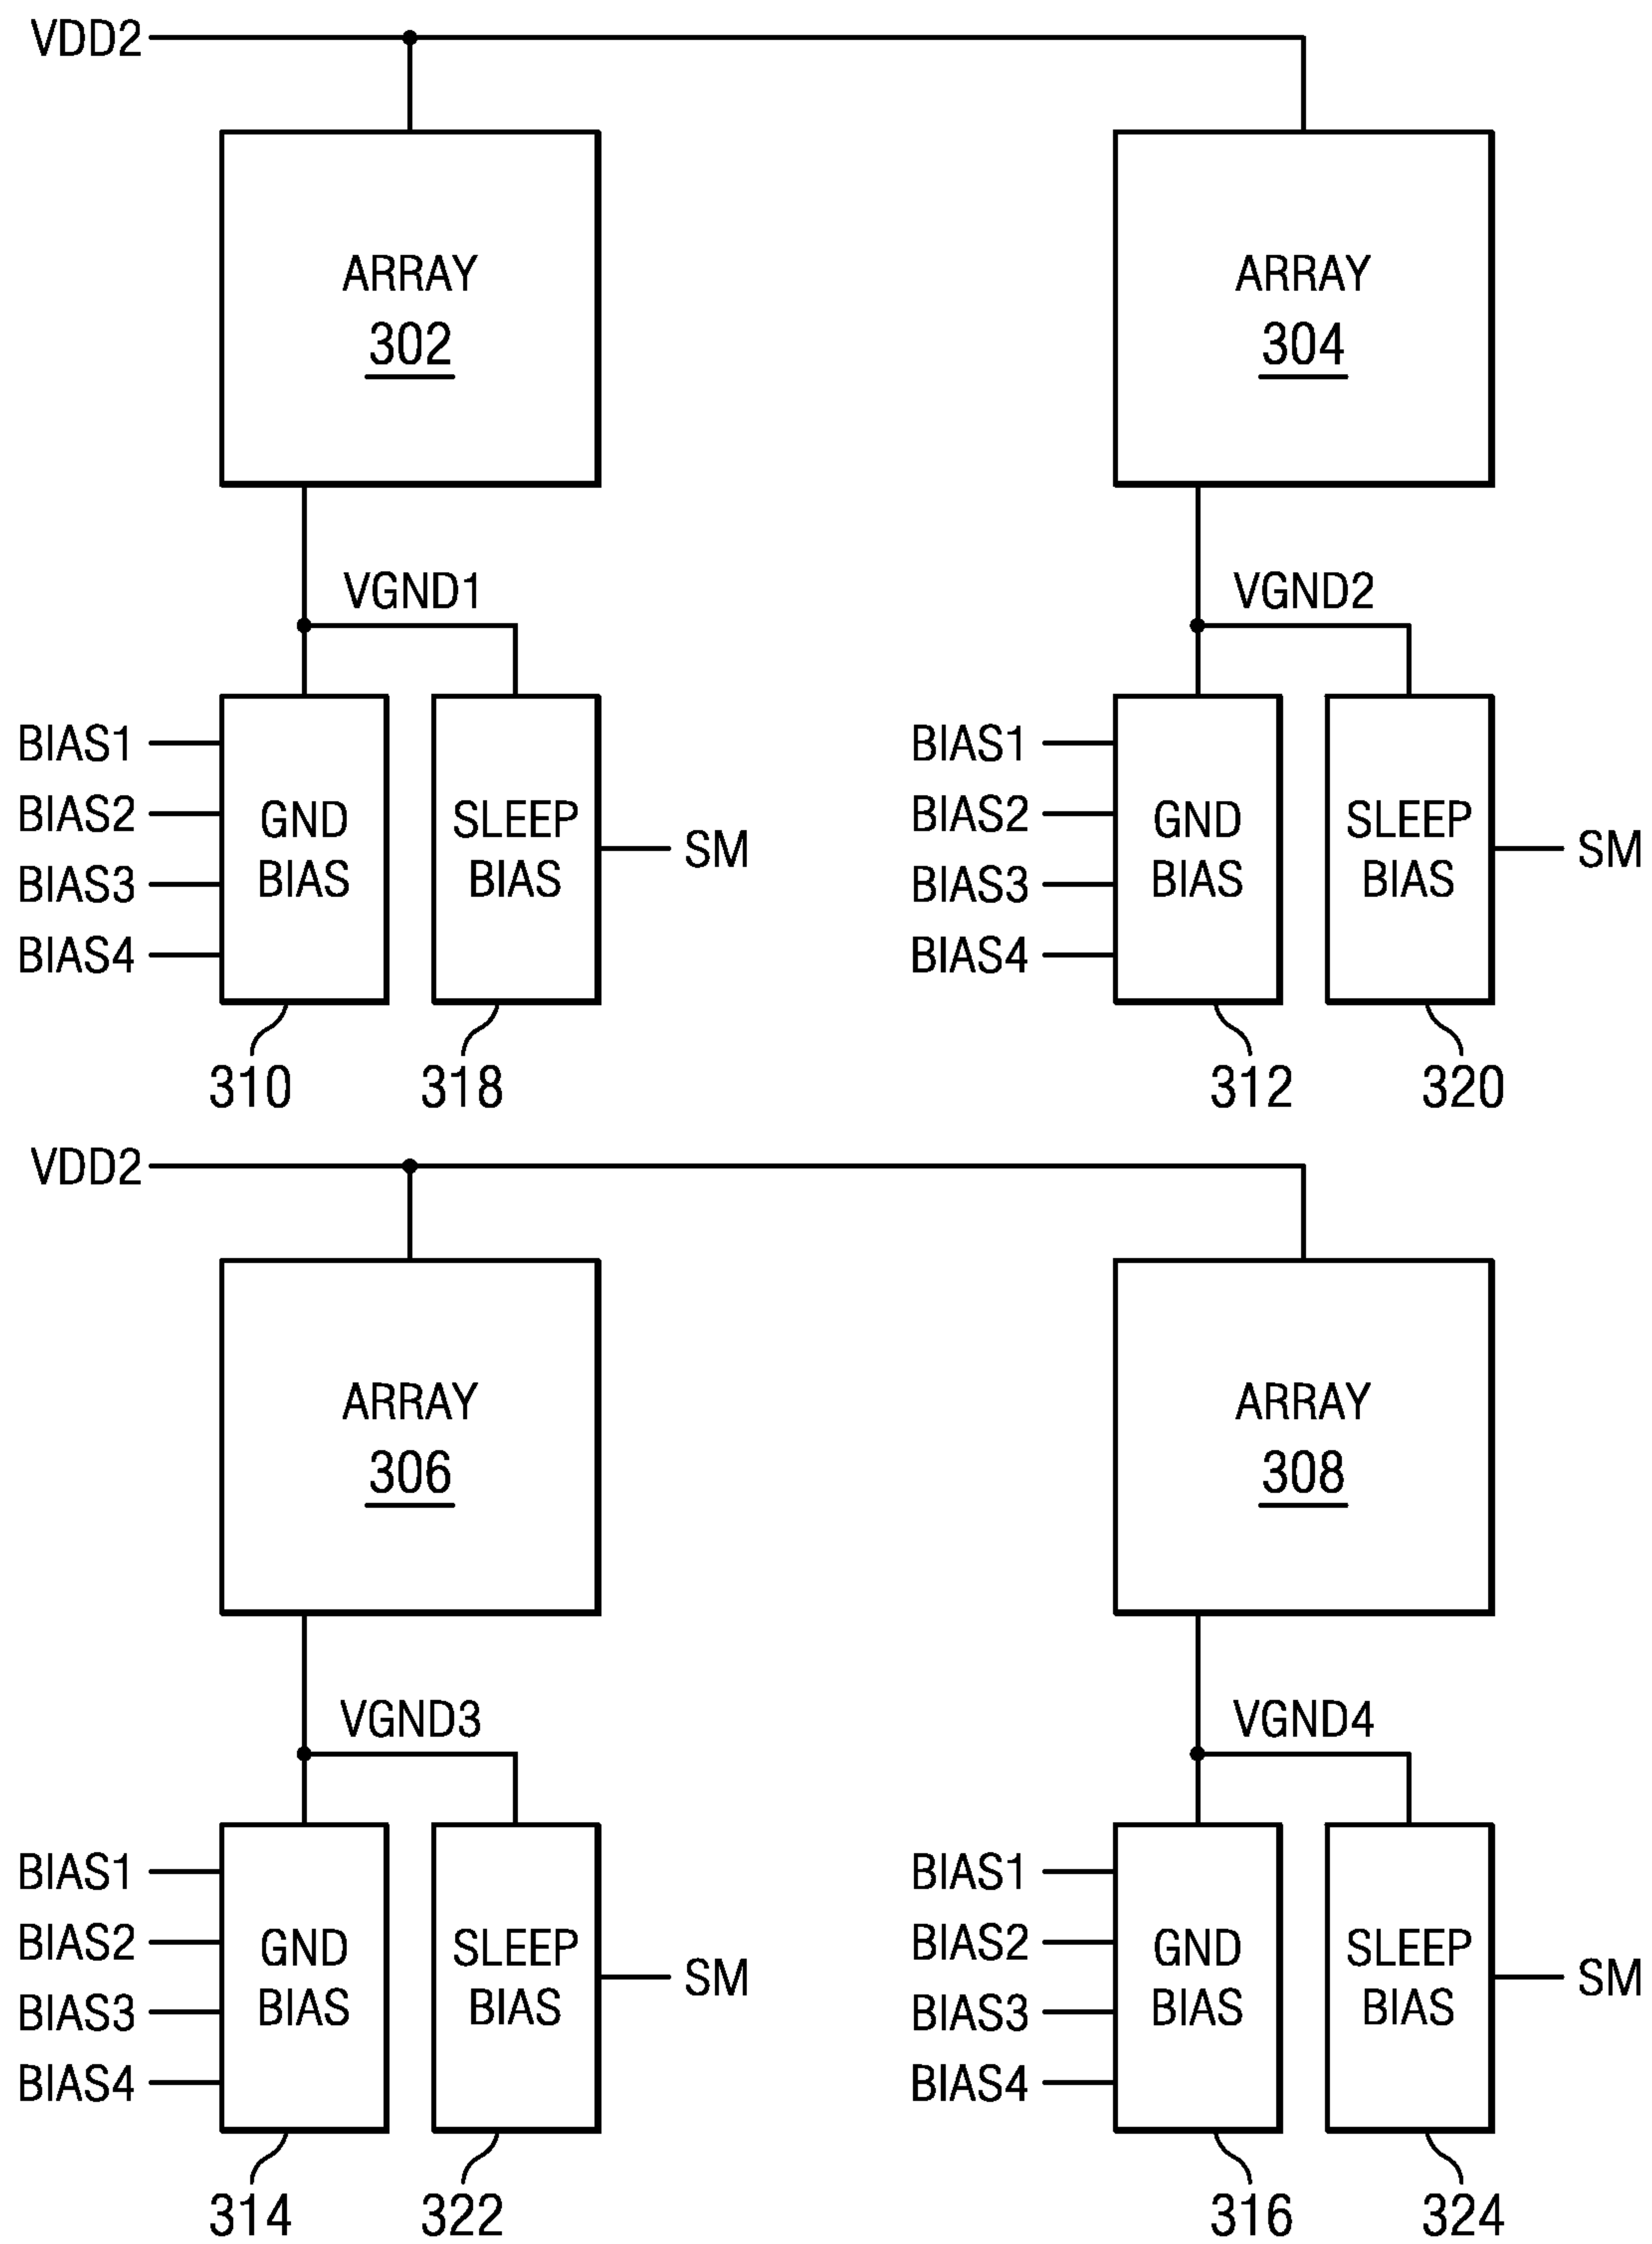 VDD2
ARRAY
302
ARRAY
304
VGND1
VGND2
BIAS1
BIAS2
BIAS3
BIAS4
GND
BIAS
SLEEP
BIAS
SM
BIAS1
BIAS2
BIAS3
BIAS4
GND
BIAS
SLEEP
BIAS
SM
310
318
312
320
VDD2
ARRAY
306
ARRAY
308
VGND3
VGND4
BIAS1
BIAS2
BIAS3
BIAS4
GND
BIAS
SLEEP
BIAS
SM
BIAS1
BIAS2
BIAS3
BIAS4
GND
BIAS
SLEEP
BIAS
SM
314
322
316
324